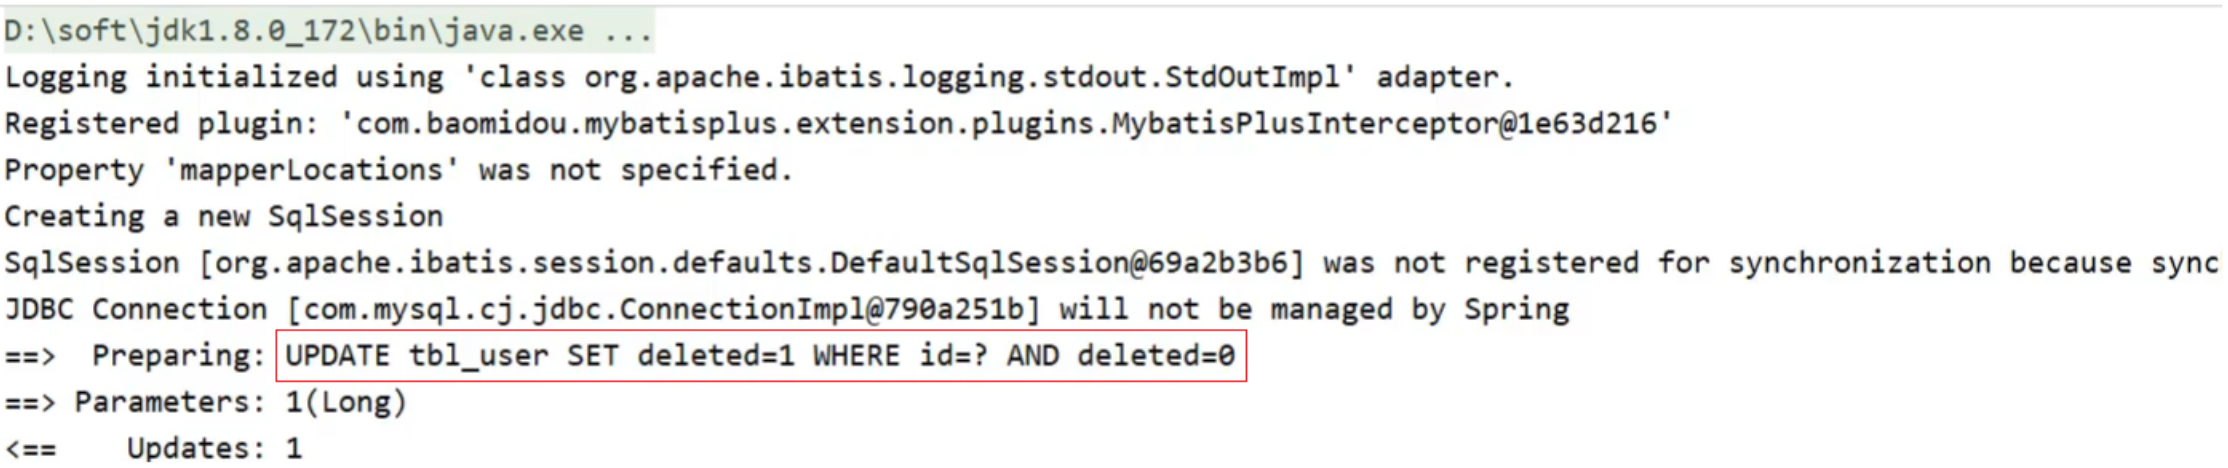 D:\soft\jdk1.8.0_172\bin\java.exe ...
Logging initialized using 'class org.apache.ibatis.logging.stdout.StdOutImpl' adapter.
Registered plugin: 'com.baomidou.mybatisplus.extension.plugins.MybatisPlusInterceptor@1e63d216'
Property 'mapperLocations' was not specified.
Creating a new SqlSession
SqlSession [org.apache.ibatis.session.defaults.DefaultSqlSession@69a2b3b6] was not registered for synchronization because sync
JDBC Connection [com.mysql.cj.jdbc.ConnectionImpl@790a251b] will not be managed by Spring
==>  Preparing: UPDATE tbl_user SET deleted=1 WHERE id=? AND deleted=0
==> Parameters: 1(Long)
<==    Updates: 1